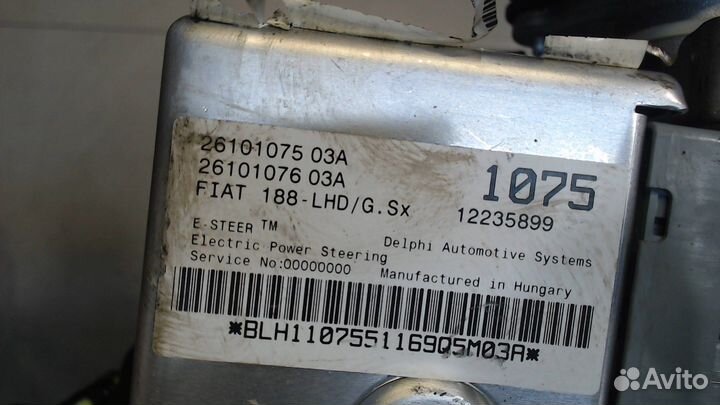 26101075 03A
26101076 03A
FIAT 188-LHD/G.Sx
1075
12235899
E-STEER TM
Electric Power Steering
Service No:00000000
Delphi Automotive Systems
Manufactured in Hungary
*BLH1107551169Q5M03A*
Avito